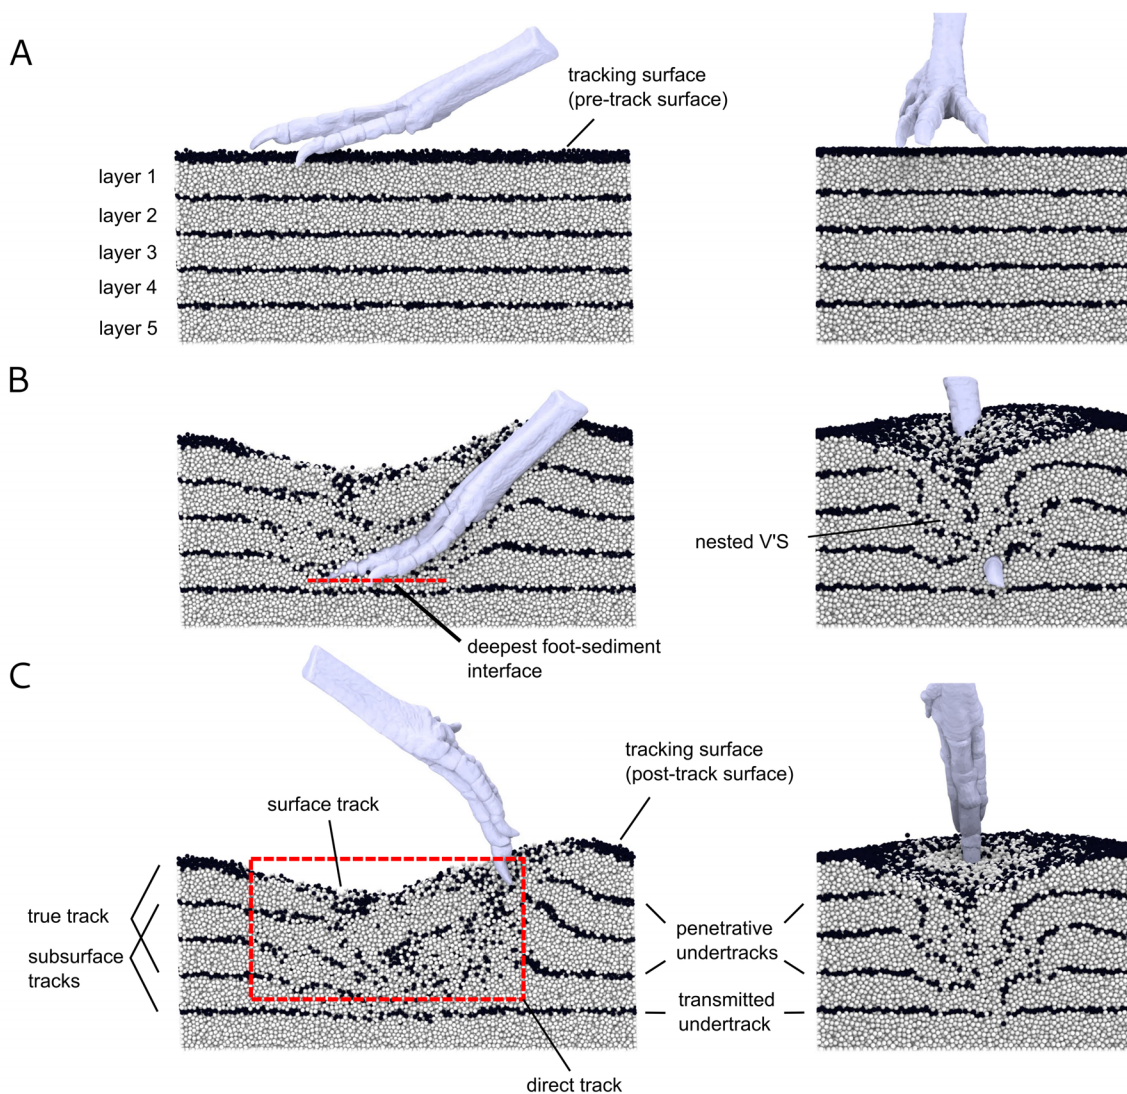 A
tracking surface
(pre-track surface)
layer 1
layer 2
layer 3
layer 4
layer 5
B
nested V'S
deepest foot-sediment
interface
C
tracking surface
(post-track surface)
surface track
true track
subsurface
tracks
penetrative
undertracks
transmitted
undertrack
direct track